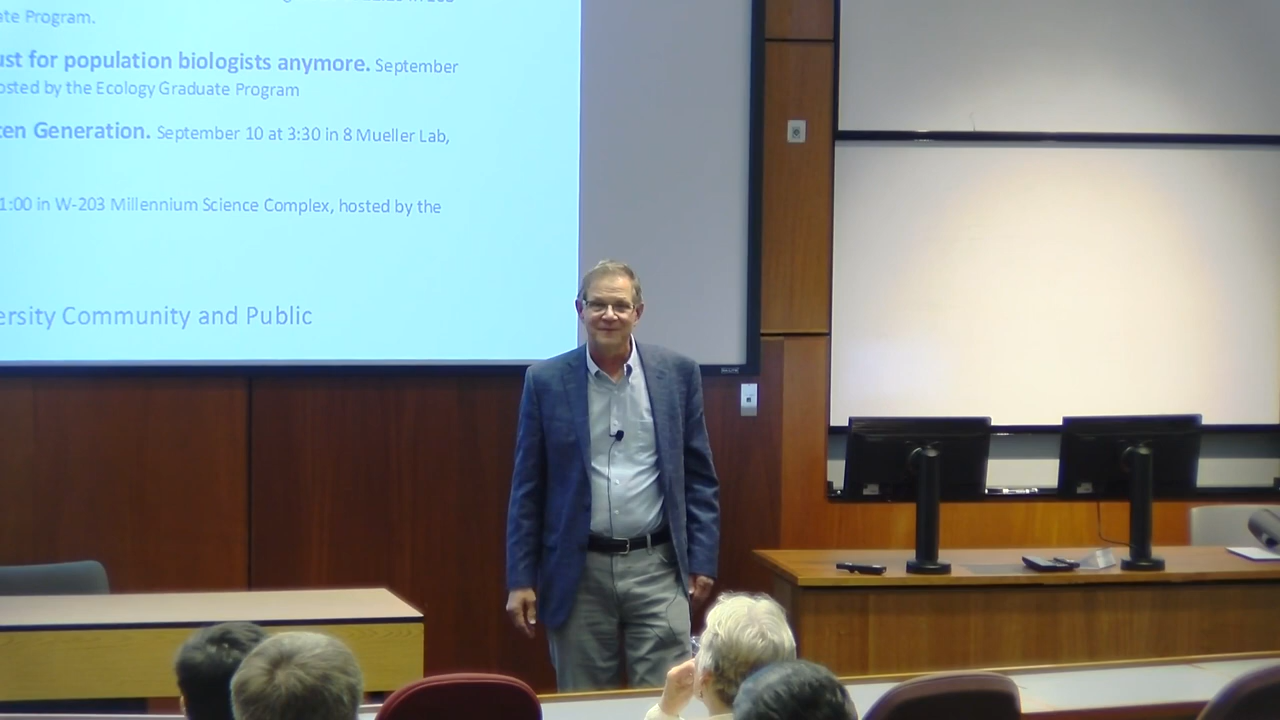 ate Program.
ust for population biologists anymore. September
osted by the Ecology Graduate Program
ten Generation. September 10 at 3:30 in 8 Mueller Lab,
1:00 in W-203 Millennium Science Complex, hosted by the
ersity Community and Public